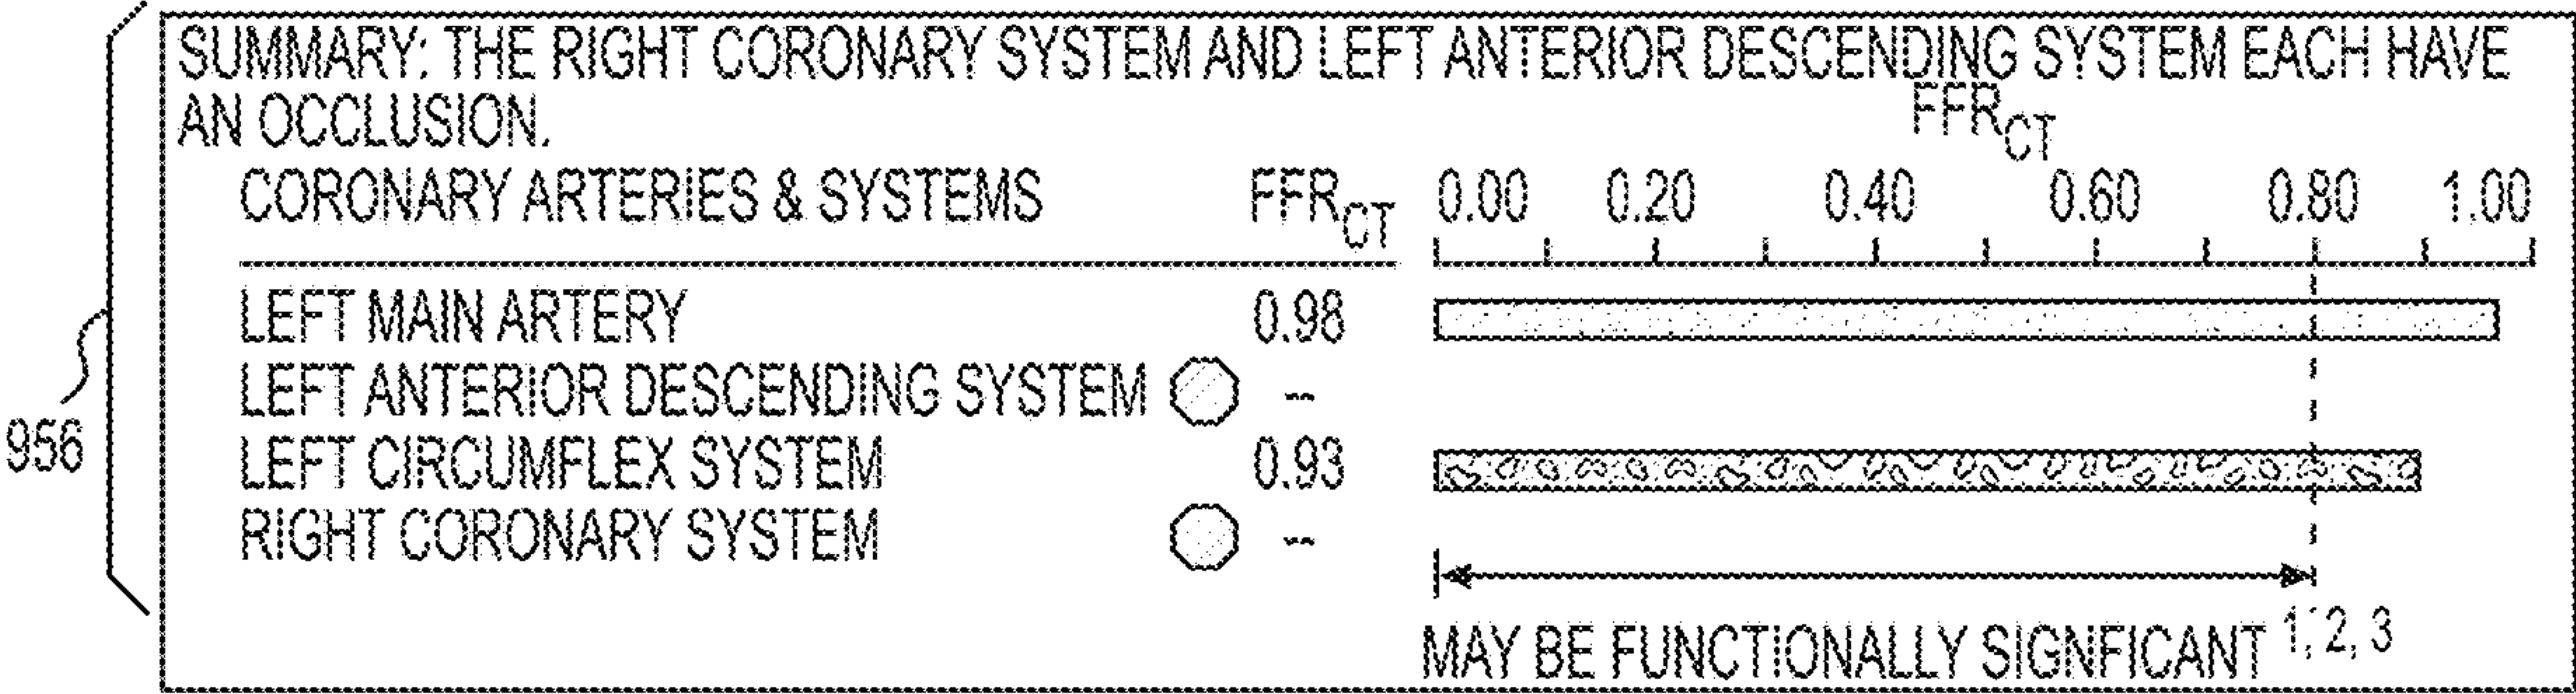 SUMMARY: THE RIGHT CORONARY SYSTEM AND LEFT ANTERIOR DESCENDING SYSTEM EACH HAVE
AN OCCLUSION.
FFRCT
CORONARY ARTERIES & SYSTEMS FFRCT 0.00 0.20 0.40 0.60 0.80 1.00
LEFT MAIN ARTERY 0.98
LEFT ANTERIOR DESCENDING SYSTEM --
956
LEFT CIRCUMFLEX SYSTEM 0.93
RIGHT CORONARY SYSTEM --
MAY BE FUNCTIONALLY SIGNFICANT 1, 2, 3